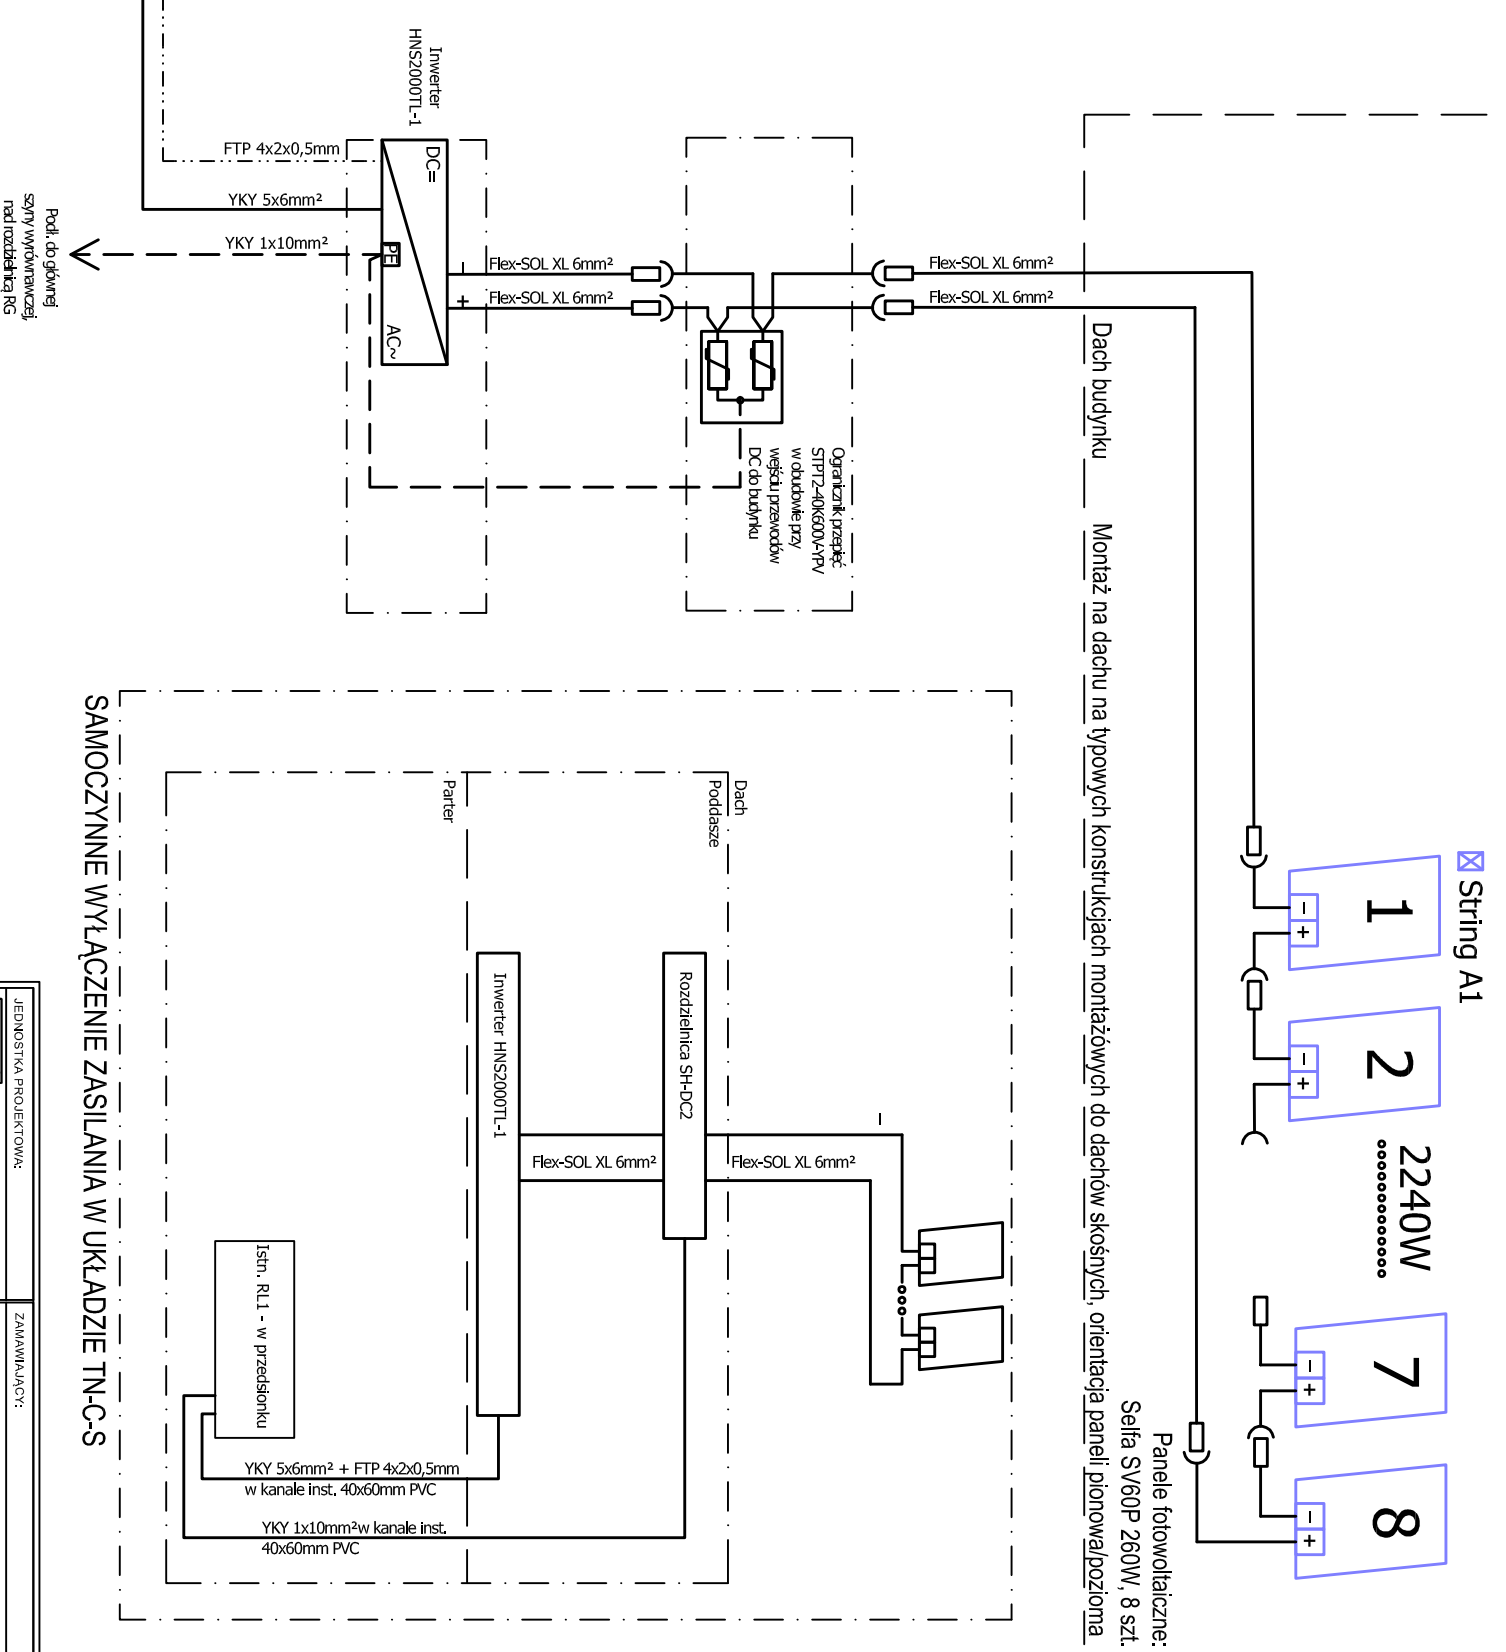 Inwerter
HNS2000TL-1
FTP 4x2x0,5mm
YKY 5x6mm²
YKY 1x10mm²
Podł. do głównej
szyny wyrównawczej,
nad rozdzielnicą RG
DC=
PE
AC~
–
+
Flex-SOL XL 6mm²
Flex-SOL XL 6mm²
Flex-SOL XL 6mm²
Flex-SOL XL 6mm²
Ogranicznik przepięć
STPT2-40K600V-YPV
w obudowie przy
wejściu przewodów
DC do budynku
Dach budynku
Montaż na dachu na typowych konstrukcjach montażówych do dachów skośnych, orientacja paneli pionowa/pozioma
String A1
1
– +
2
– +
2240W
7
– +
8
– +
Panele fotowoltaiczne:
Selfa SV60P 260W, 8 szt.
Dach
Poddasze
Parter
Rozdzielnica SH-DC2
Inwerter HNS2000TL-1
–
Flex-SOL XL 6mm²
Flex-SOL XL 6mm²
Istn. RL1 - w przedsionku
YKY 5x6mm² + FTP 4x2x0,5mm
w kanale inst. 40x60mm PVC
YKY 1x10mm²w kanale inst.
40x60mm PVC
SAMOCZYNNE WYŁĄCZENIE ZASILANIA W UKŁADZIE TN-C-S
JEDNOSTKA PROJEKTOWA:
ZAMAWIAJĄCY: